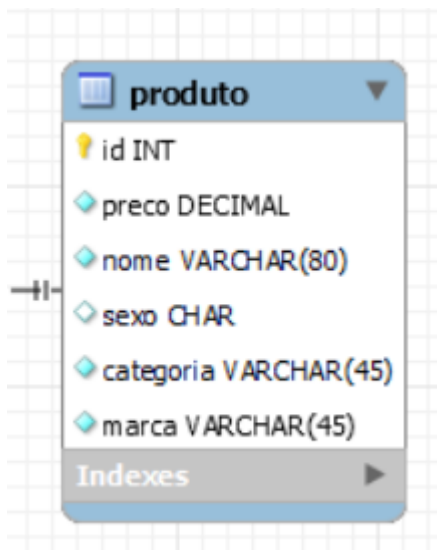 produto
id INT
preco DECIMAL
nome VARCHAR(80)
sexo CHAR
categoria VARCHAR(45)
marca VARCHAR(45)
Indexes